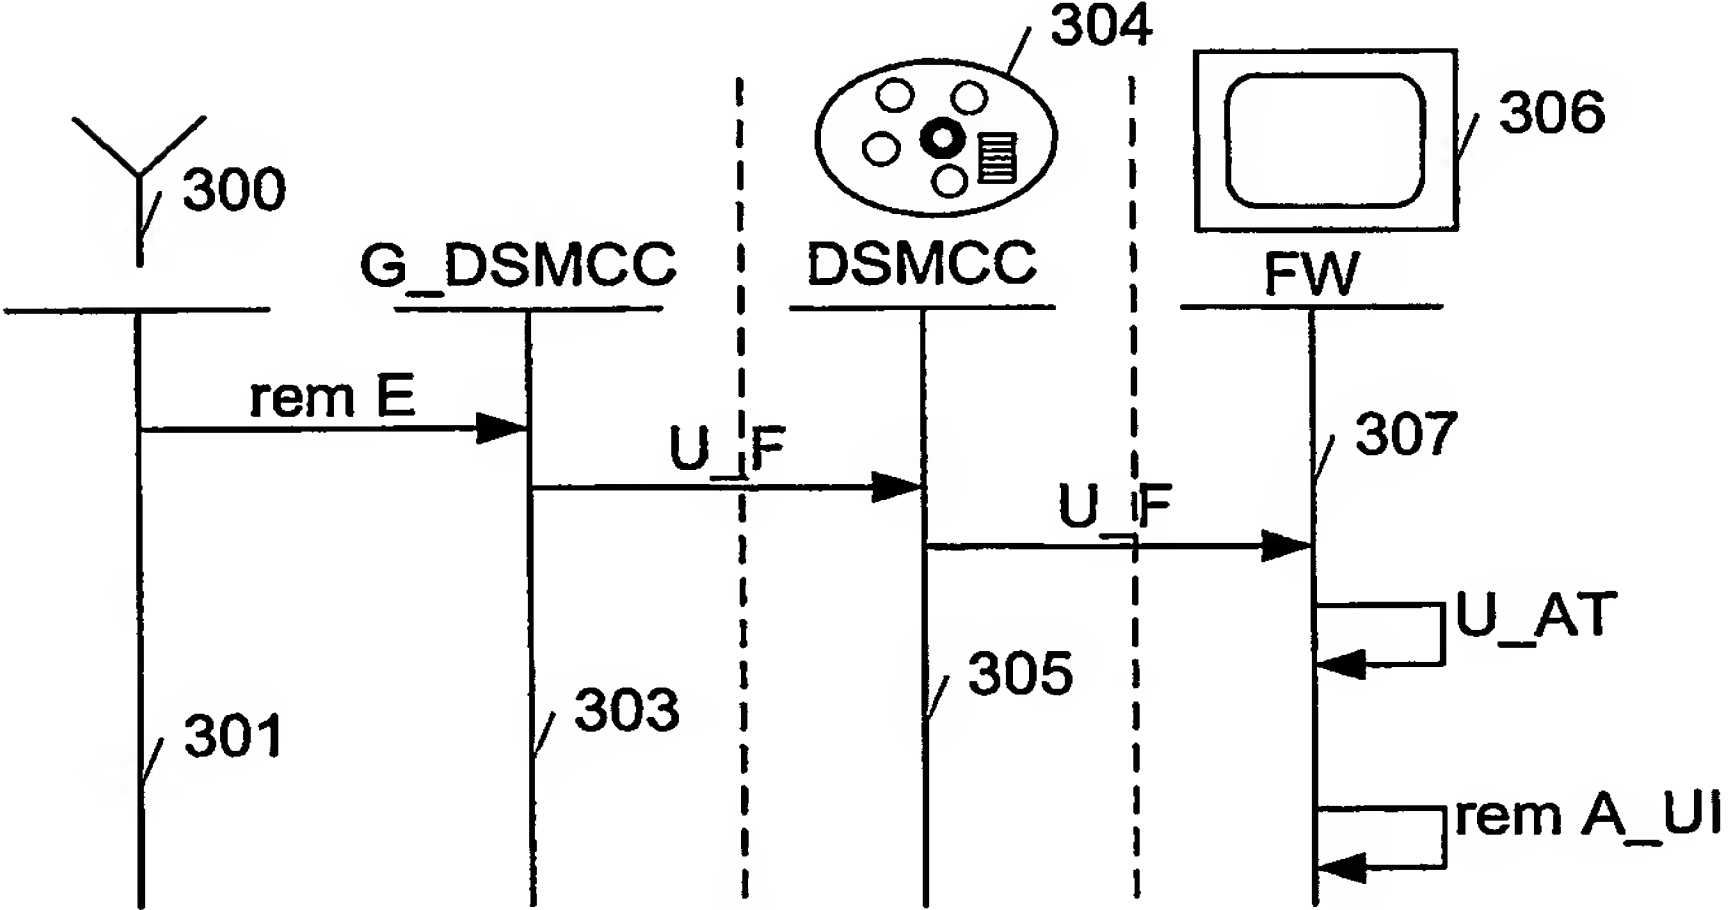 304
306
300
G_DSMCC
DSMCC
FW
rem E
U_F
307
U_F
U_AT
305
303
301
rem A_UI